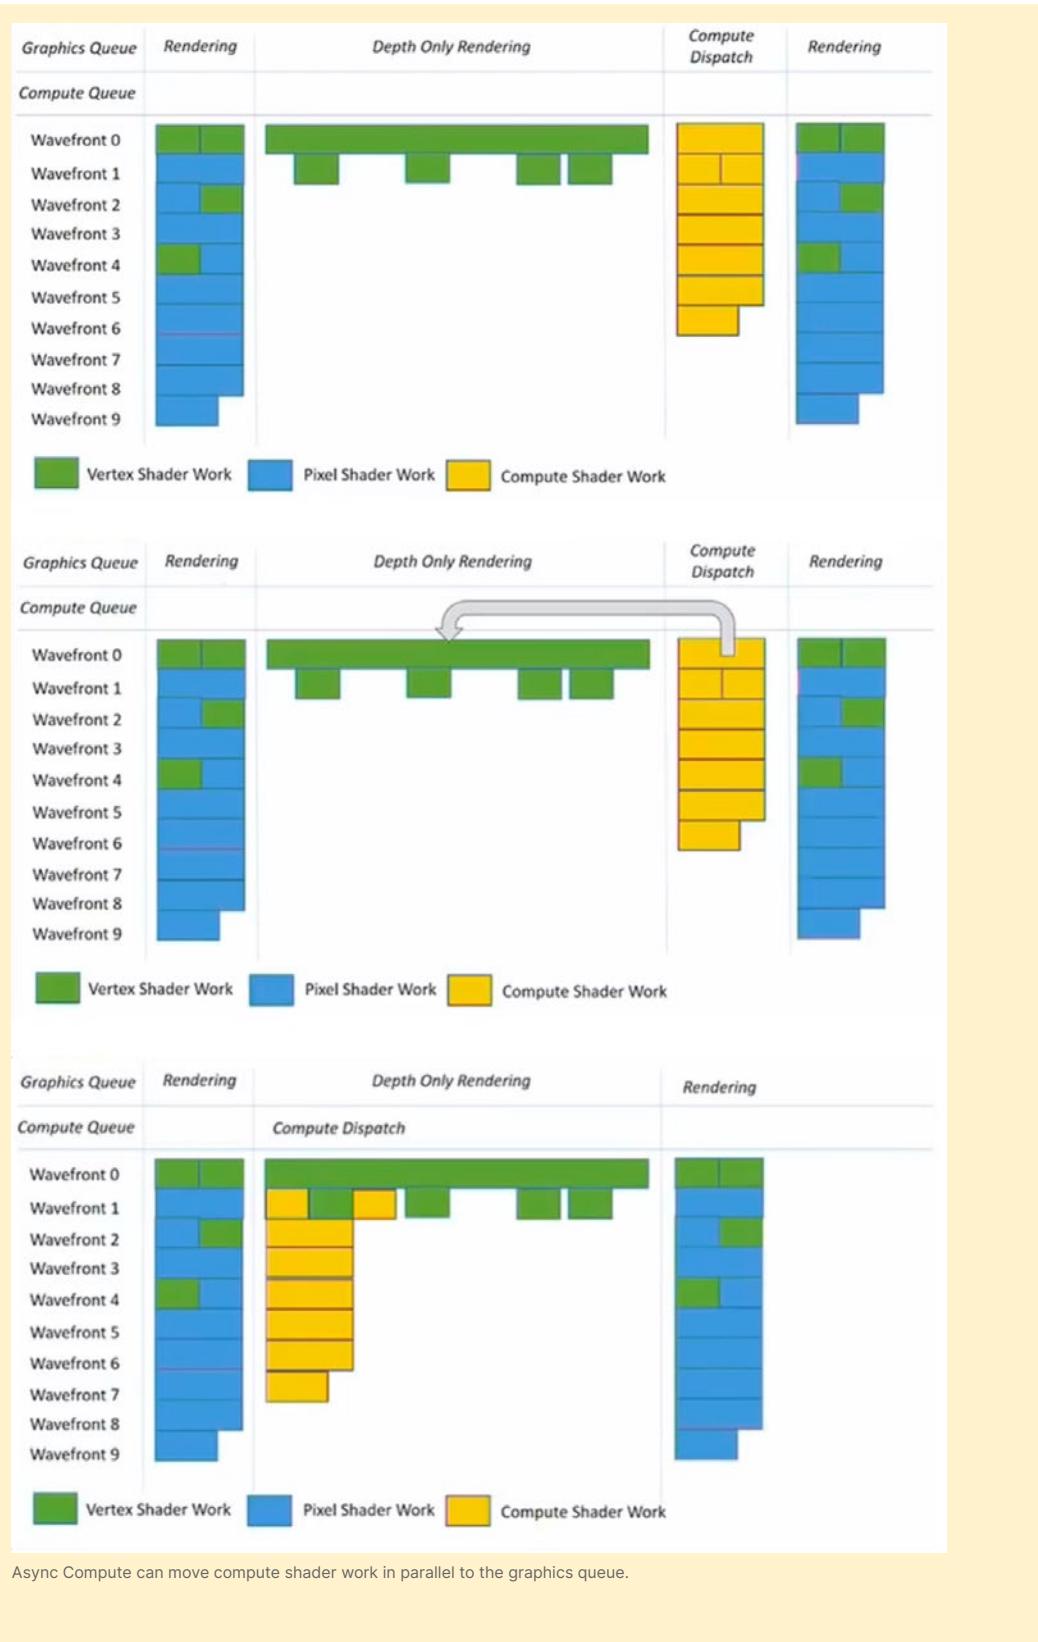 Graphics Queue Rendering Depth Only Rendering Compute Dispatch Rendering
Compute Queue
Wavefront 0
Wavefront 1
Wavefront 2
Wavefront 3
Wavefront 4
Wavefront 5
Wavefront 6
Wavefront 7
Wavefront 8
Wavefront 9
Vertex Shader Work Pixel Shader Work Compute Shader Work
Graphics Queue Rendering Depth Only Rendering Compute Dispatch Rendering
Compute Queue
Wavefront 0
Wavefront 1
Wavefront 2
Wavefront 3
Wavefront 4
Wavefront 5
Wavefront 6
Wavefront 7
Wavefront 8
Wavefront 9
Vertex Shader Work Pixel Shader Work Compute Shader Work
Graphics Queue Rendering Depth Only Rendering Rendering
Compute Queue Compute Dispatch
Wavefront 0
Wavefront 1
Wavefront 2
Wavefront 3
Wavefront 4
Wavefront 5
Wavefront 6
Wavefront 7
Wavefront 8
Wavefront 9
Vertex Shader Work Pixel Shader Work Compute Shader Work
Async Compute can move compute shader work in parallel to the graphics queue.